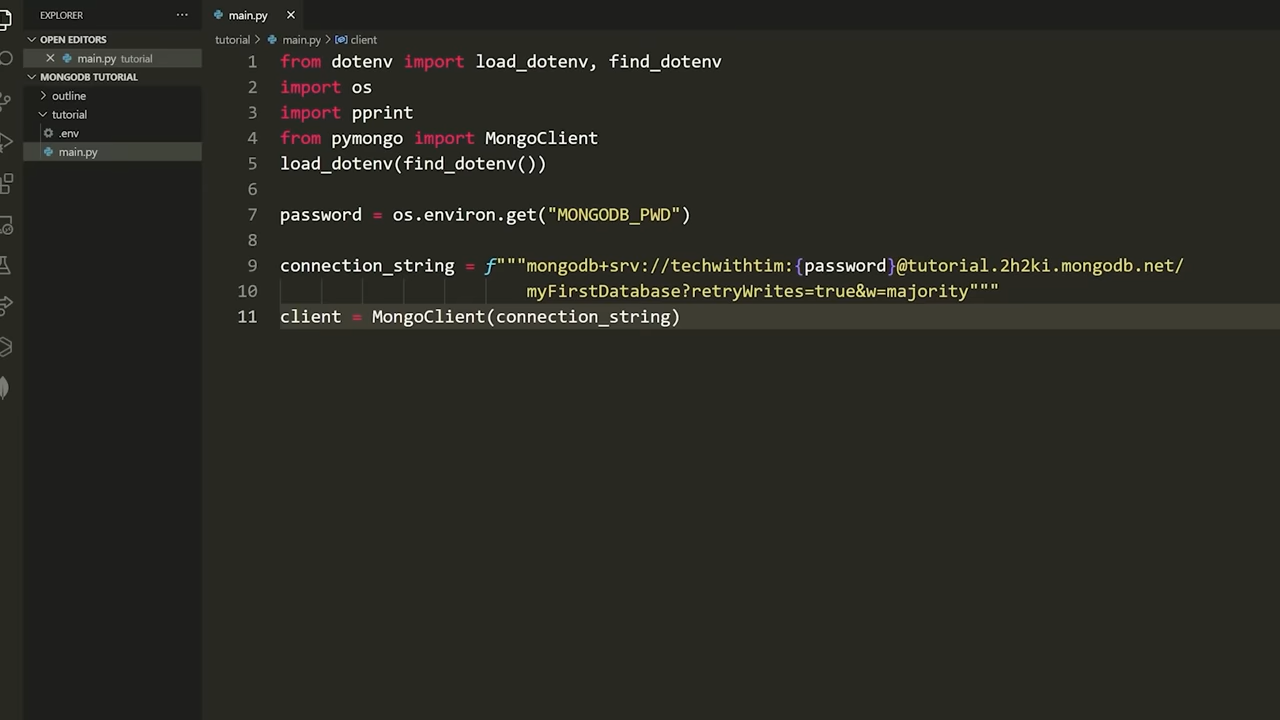 EXPLORER
···
main.py
OPEN EDITORS
main.py tutorial
MONGODB TUTORIAL
outline
tutorial
.env
main.py
tutorial > main.py > client
1 from dotenv import load_dotenv, find_dotenv
2 import os
3 import pprint
4 from pymongo import MongoClient
5 load_dotenv(find_dotenv())
6
7 password = os.environ.get("MONGODB_PWD")
8
9 connection_string = f"""mongodb+srv://techwithtim:{password}@tutorial.2h2ki.mongodb.net/
10 myFirstDatabase?retryWrites=true&w=majority"""
11 client = MongoClient(connection_string)